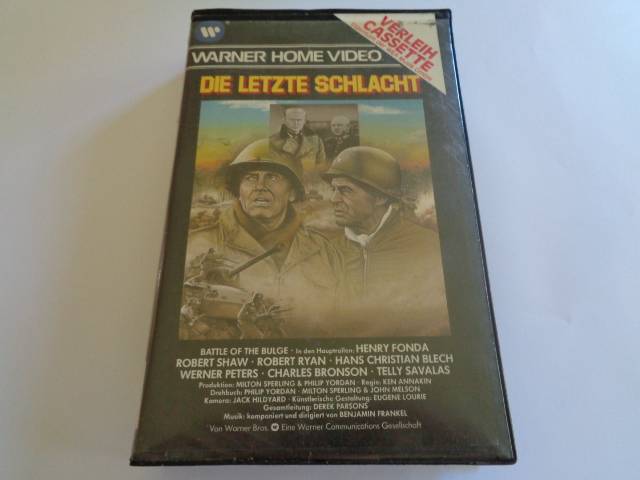 VERLEIH
CASSETTE
WARNER HOME VIDEO
DIE LETZTE SCHLACHT
BATTLE OF THE BULGE · In den Hauptrollen: HENRY FONDA
ROBERT SHAW · ROBERT RYAN · HANS CHRISTIAN BLECH
WERNER PETERS · CHARLES BRONSON · TELLY SAVALAS
Produktion: MILTON SPERLING & PHILIP YORDAN · Regie: KEN ANNAKIN
Drehbuch: PHILIP YORDAN · MILTON SPERLING & JOHN MELSON
Kamera: JACK HILDYARD · Künstlerische Gestaltung: EUGENE LOURIE
Gesamtleitung: DEREK PARSONS
Musik: komponiert und dirigiert von BENJAMIN FRANKEL
Von Warner Bros. Eine Warner Communications Gesellschaft